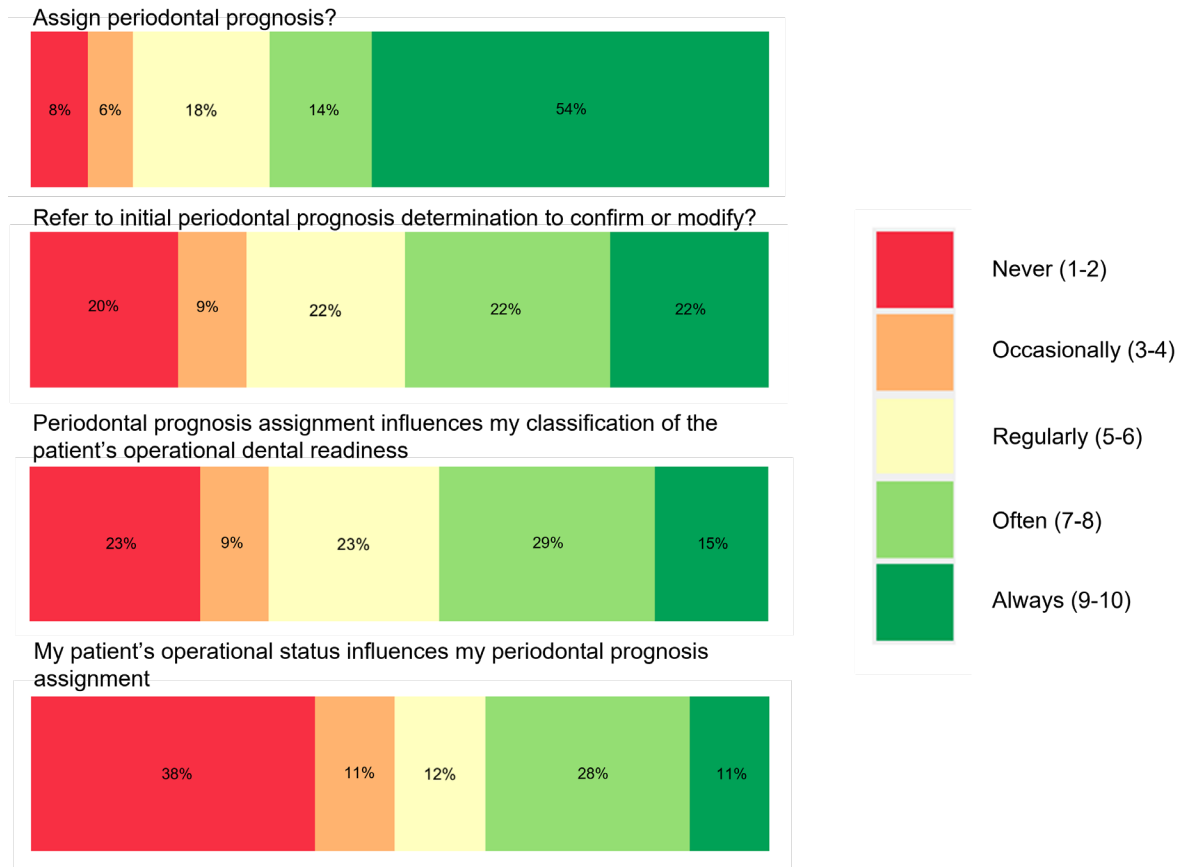 Assign periodontal prognosis?
8%
6%
18%
14%
54%
Refer to initial periodontal prognosis determination to confirm or modify?
20%
9%
22%
22%
22%
Periodontal prognosis assignment influences my classification of the
patient's operational dental readiness
23%
9%
23%
29%
15%
My patient's operational status influences my periodontal prognosis
assignment
38%
11%
12%
28%
11%
Never (1-2)
Occasionally (3-4)
Regularly (5-6)
Often (7-8)
Always (9-10)